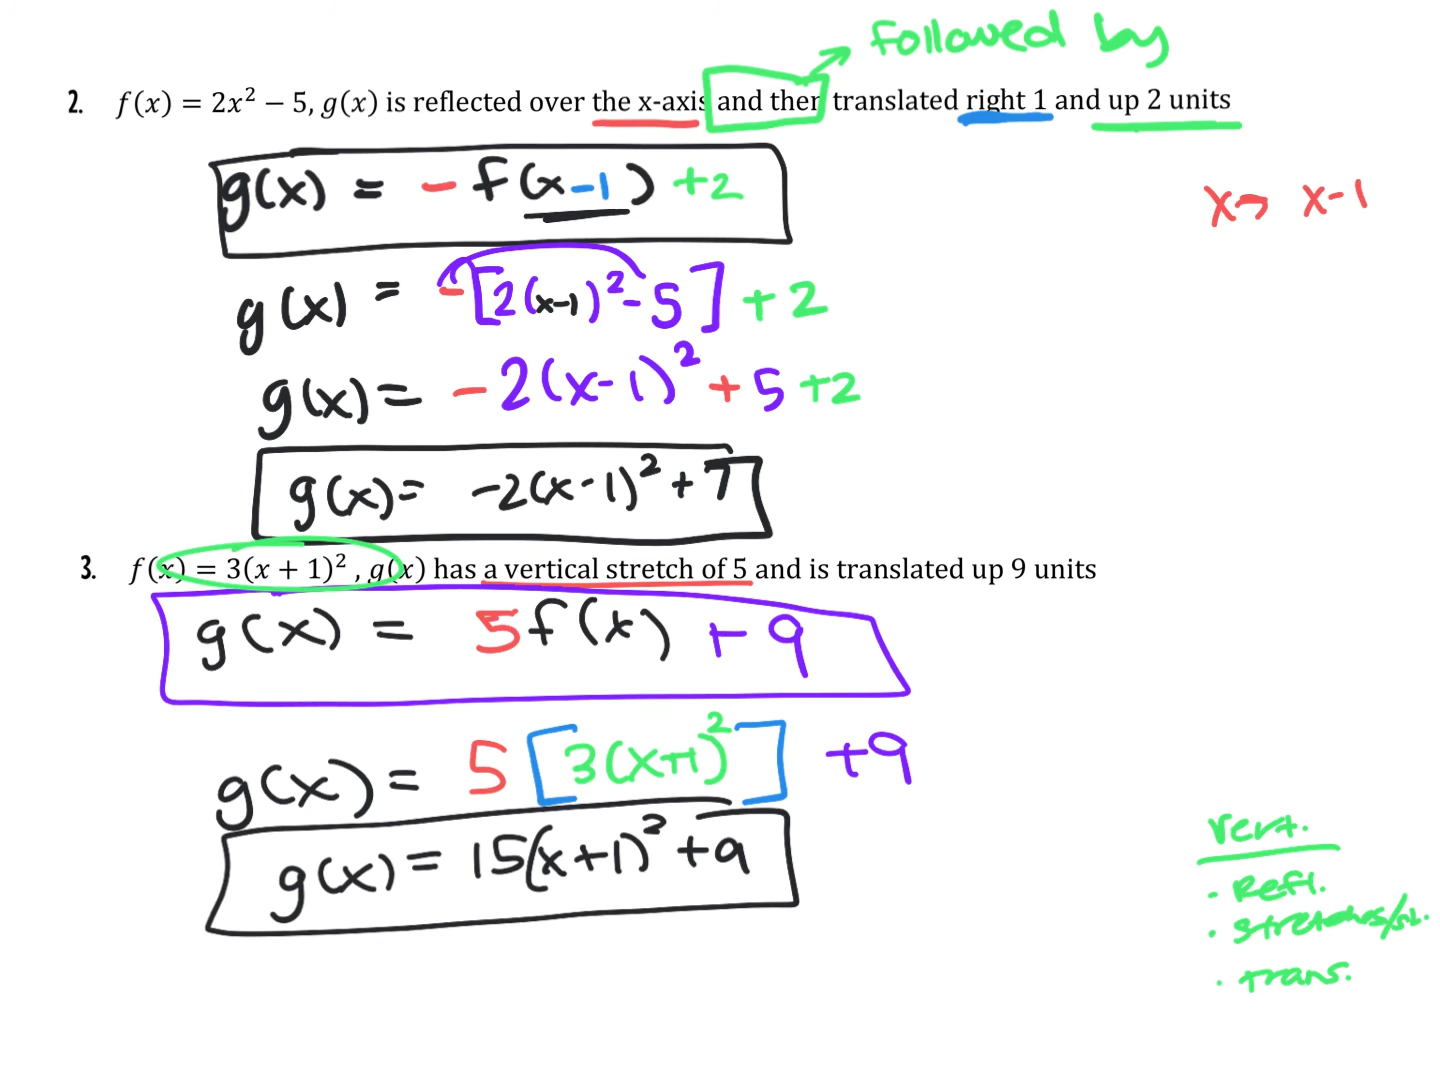 followed by
2. f(x) = 2x² − 5, g(x) is reflected over the x-axis and then translated right 1 and up 2 units
g(x) = - f(x-1) +2
x→ x-1
g(x) = -[2(x-1)²-5] +2
g(x) = -2(x-1)² +5 +2
g(x) = -2(x-1)² +7
3. f(x) = 3(x + 1)² , g(x) has a vertical stretch of 5 and is translated up 9 units
g(x) = 5f(x) +9
g(x) = 5[3(x+1)²] +9
g(x) = 15(x+1)² +9
vert.
· Refl.
· stretches/sh.
· trans.